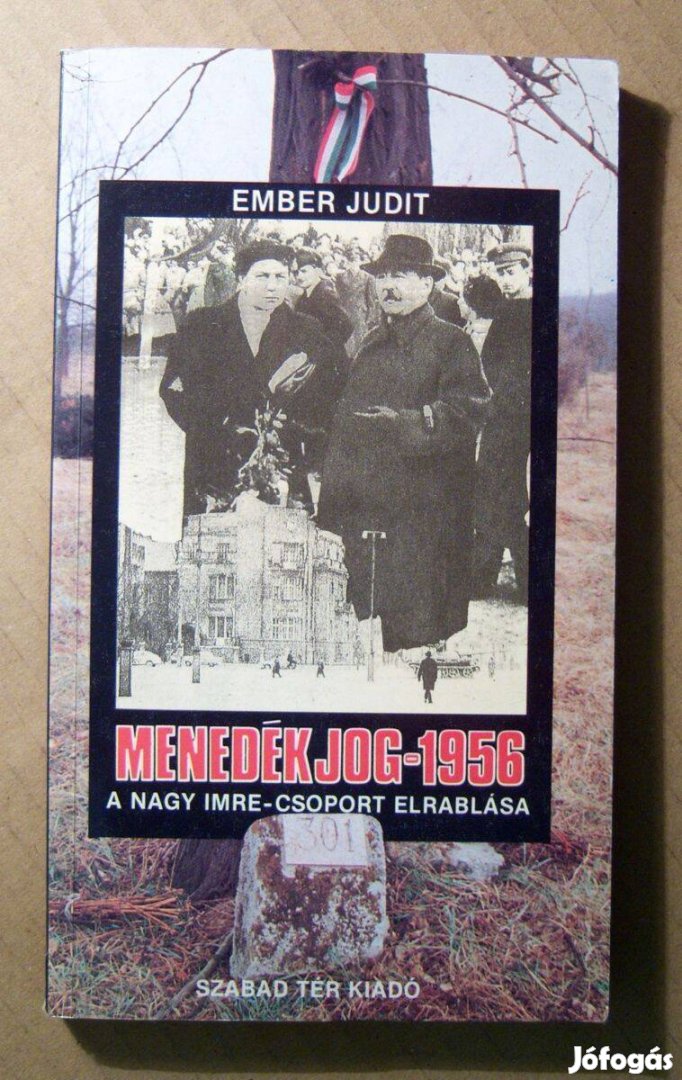 EMBER JUDIT
MENEDÉKJOG-1956
A NAGY IMRE-CSOPORT ELRABLÁSA
301
SZABAD TÉR KIADÓ
Jófogás